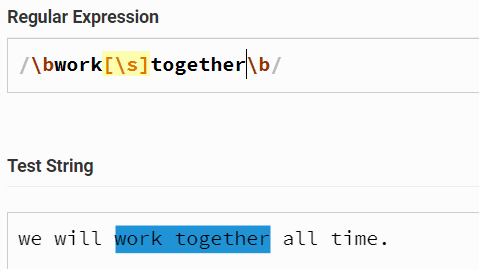 Regular Expression
/\bwork[\s]together\b/
Test String
we will work together all time.